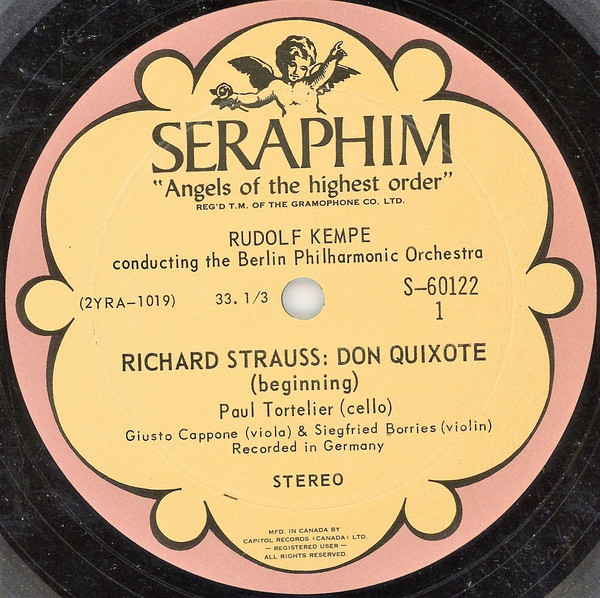 SERAPHIM
"Angels of the highest order"
REG'D T.M. OF THE GRAMOPHONE CO. LTD.
RUDOLF KEMPE
conducting the Berlin Philharmonic Orchestra
(2YRA–1019) 33. 1/3 S–60122
1
RICHARD STRAUSS: DON QUIXOTE
(beginning)
Paul Tortelier (cello)
Giusto Cappone (viola) & Siegfried Borries (violin)
Recorded in Germany
STEREO
MFD. IN CANADA BY
CAPITOL RECORDS (CANADA) LTD.
— REGISTERED USER —
ALL RIGHTS RESERVED.